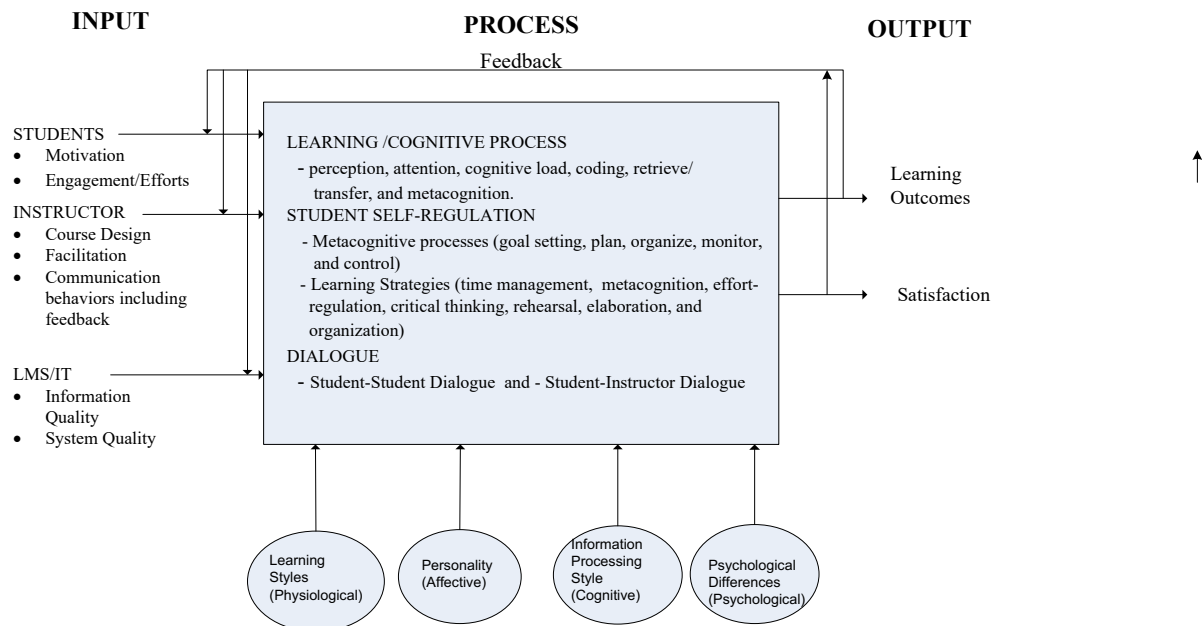 INPUT
PROCESS
OUTPUT
Feedback
STUDENTS
• Motivation
• Engagement/Efforts
INSTRUCTOR
• Course Design
• Facilitation
• Communication
behaviors including
feedback
LMS/IT
• Information
Quality
• System Quality
LEARNING /COGNITIVE PROCESS
- perception, attention, cognitive load, coding, retrieve/
transfer, and metacognition.
STUDENT SELF-REGULATION
- Metacognitive processes (goal setting, plan, organize, monitor,
and control)
- Learning Strategies (time management, metacognition, effort-
regulation, critical thinking, rehearsal, elaboration, and
organization)
DIALOGUE
- Student-Student Dialogue and - Student-Instructor Dialogue
Learning
Outcomes
Satisfaction
Learning
Styles
(Physiological)
Personality
(Affective)
Information
Processing
Style
(Cognitive)
Psychological
Differences
(Psychological)